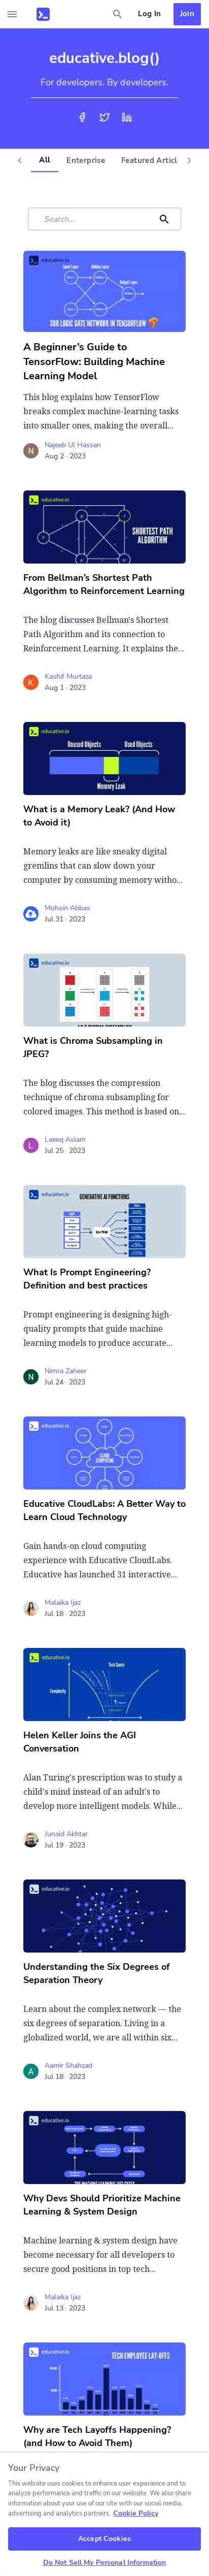 Log In
Join
educative.blog()
For developers. By developers.
All
Enterprise
Featured Articl
Search...
educative.io
Input Layer
Hidden Layer
Output Layer
XOR LOGIC GATE NETWORK IN TENSORFLOW
A Beginner's Guide to
TensorFlow: Building Machine
Learning Model
This blog explains how TensorFlow
breaks complex machine-learning tasks
into smaller ones, making the overall...
N
Najeeb Ul Hassan
Aug 2 · 2023
educative.io
SHORTEST PATH
ALGORITHM
From Bellman's Shortest Path
Algorithm to Reinforcement Learning
The blog discusses Bellman's Shortest
Path Algorithm and its connection to
Reinforcement Learning. It explains the...
K
Kashif Murtaza
Aug 1 · 2023
educative.io
Unused Objects
Used Objects
Memory Leak
What is a Memory Leak? (And How
to Avoid it)
Memory leaks are like sneaky digital
gremlins that can slow down your
computer by consuming memory witho...
Mohsin Abbas
Jul 31 · 2023
educative.io
What is Chroma Subsampling in
JPEG?
The blog discusses the compression
technique of chroma subsampling for
colored images. This method is based on...
L
Laeeq Aslam
Jul 25 · 2023
educative.io
GENERATIVE AI FUNCTIONS
What Is Prompt Engineering?
Definition and best practices
Prompt engineering is designing high-
quality prompts that guide machine
learning models to produce accurate...
N
Nimra Zaheer
Jul 24 · 2023
educative.io
CLOUD
COMPUTING
Educative CloudLabs: A Better Way to
Learn Cloud Technology
Gain hands-on cloud computing
experience with Educative CloudLabs.
Educative has launched 31 interactive...
Malaika Ijaz
Jul 18 · 2023
educative.io
Tech Space
Complexity
Helen Keller Joins the AGI
Conversation
Alan Turing's prescription was to study a
child's mind instead of an adult's to
develop more intelligent models. While...
Junaid Akhtar
Jul 19 · 2023
educative.io
Understanding the Six Degrees of
Separation Theory
Learn about the complex network — the
six degrees of separation. Living in a
globalized world, we are all within six...
A
Aamir Shahzad
Jul 18 · 2023
educative.io
Why Devs Should Prioritize Machine
Learning & System Design
Machine learning & system design have
become necessary for all developers to
secure good positions in top tech...
Malaika Ijaz
Jul 13 · 2023
educative.io
TECH EMPLOYEE LAY-OFFS
Why are Tech Layoffs Happening?
(and How to Avoid Them)
Your Privacy
This website uses cookies to enhance user experience and to
analyze performance and traffic on our website. We may also share
information about your use of our site with our social media,
advertising and analytics partners. Cookie Policy
Accept Cookies
Do Not Sell My Personal Information